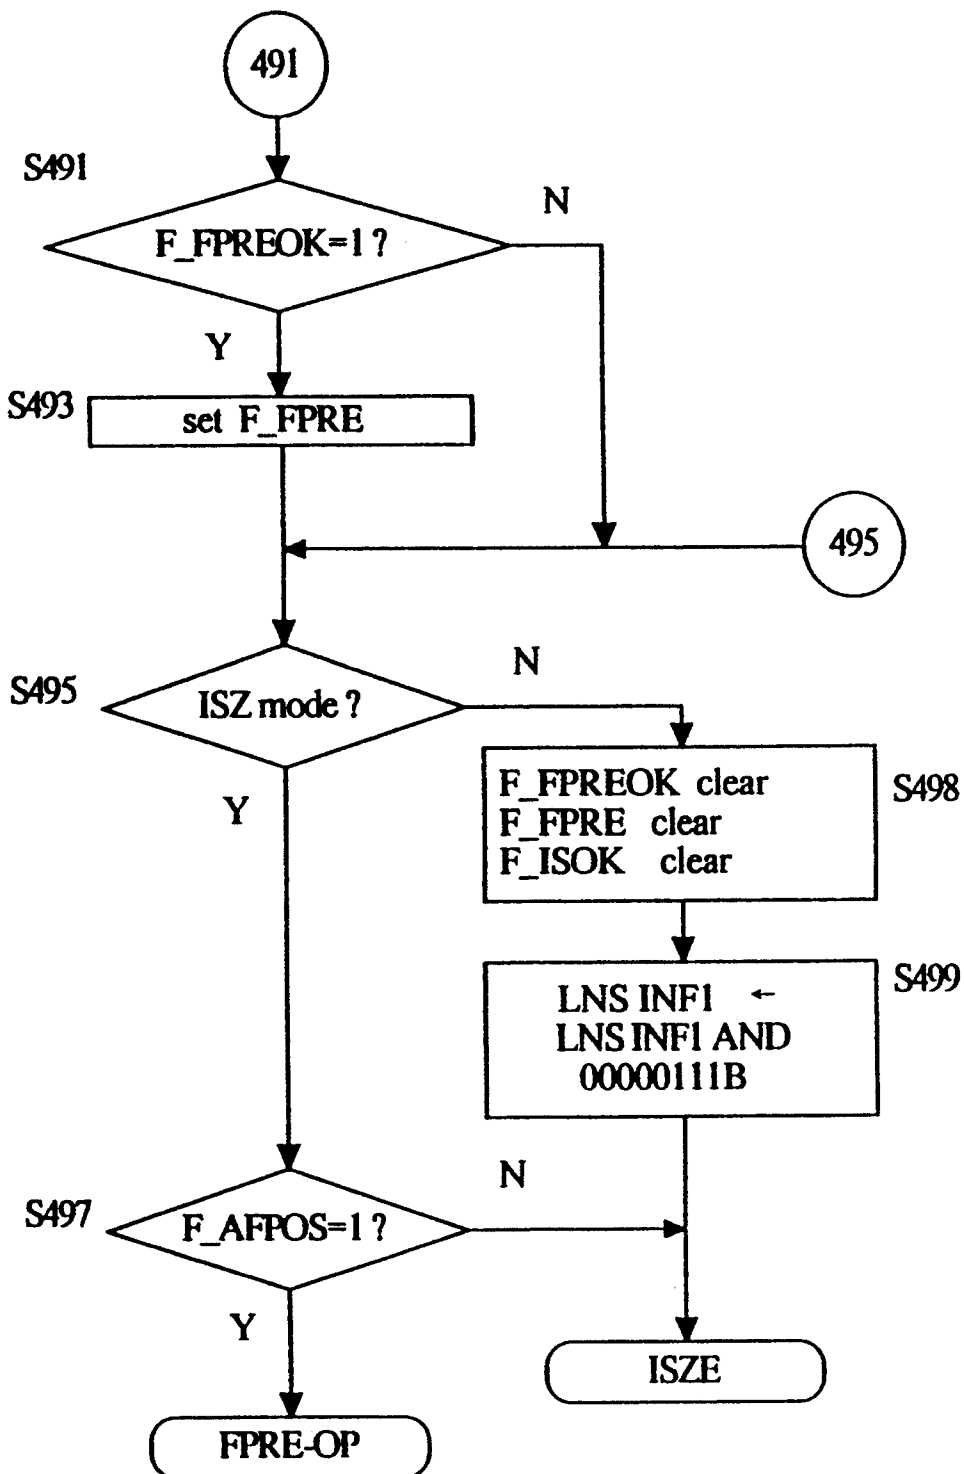 491
S491
F_FPREOK=1 ?
N
Y
S493
set F_FPRE
495
S495
ISZ mode ?
N
Y
F_FPREOK clear
F_FPRE clear
F_ISOK clear
S498
LNS INF1 ←
LNS INF1 AND
00000111B
S499
S497
F_AFPOS=1 ?
N
Y
ISZE
FPRE-OP